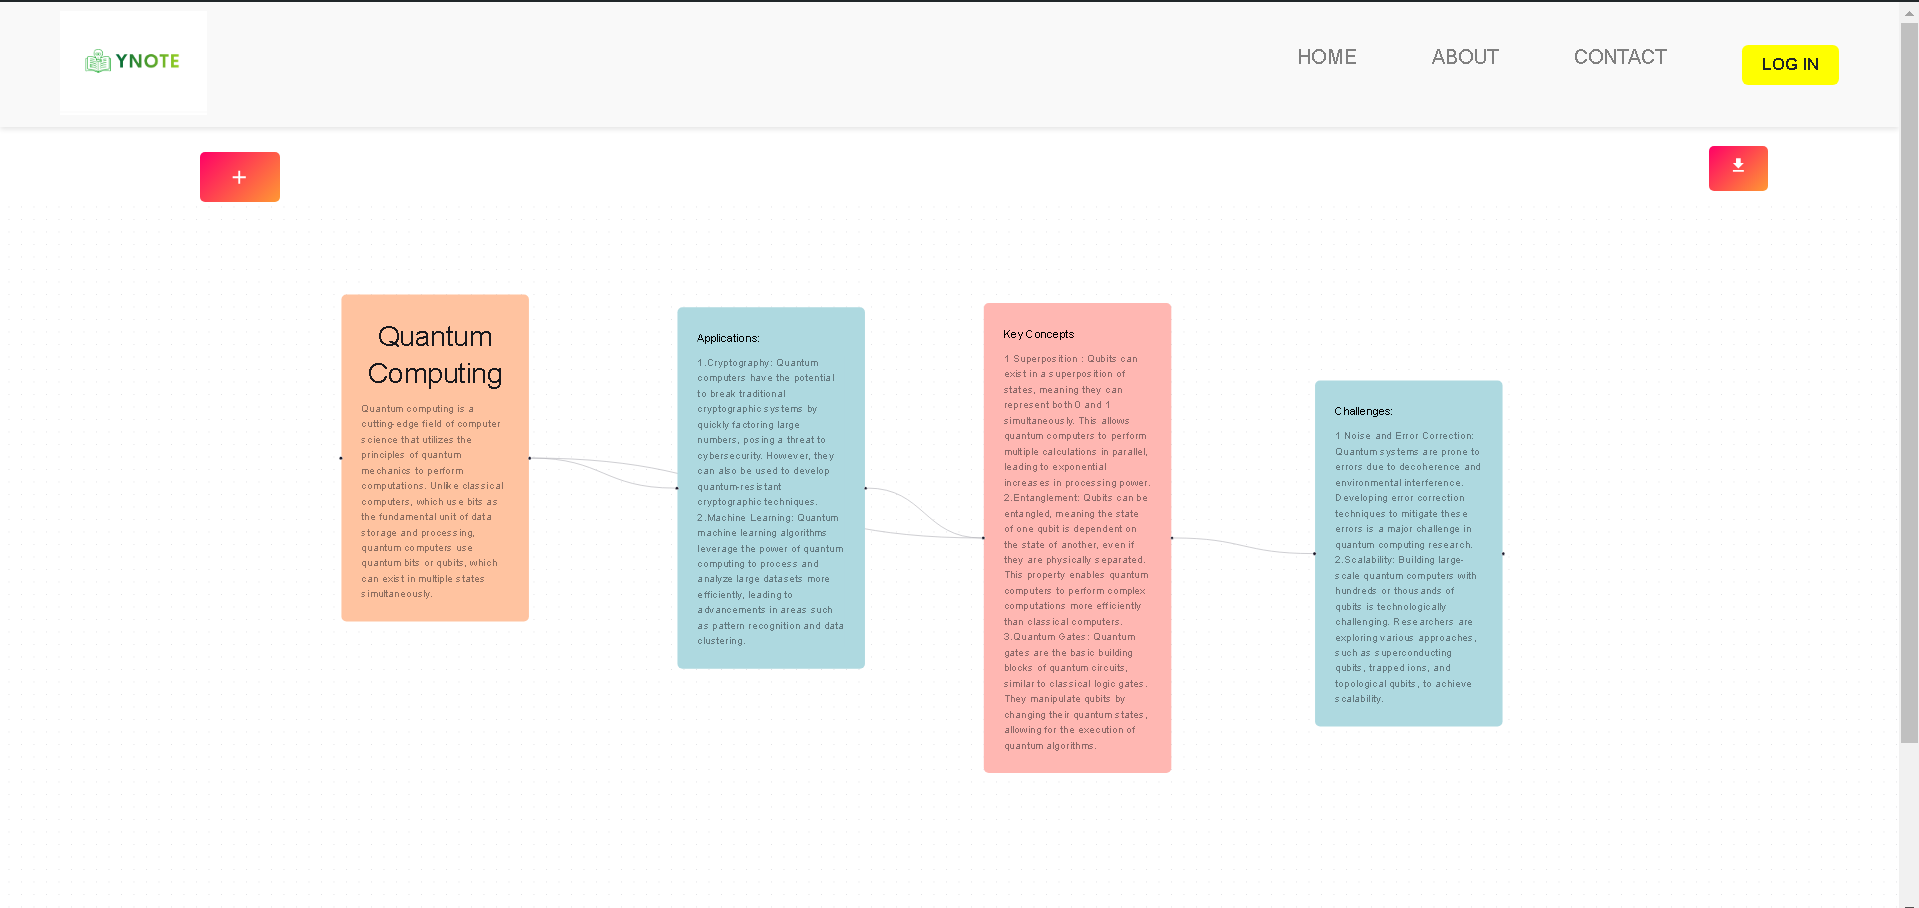 YNOTE
HOME
ABOUT
CONTACT
LOG IN
Quantum
Computing
Quantum computing is a
cutting-edge field of computer
science that utilizes the
principles of quantum
mechanics to perform
computations. Unlike classical
computers, which use bits as
the fundamental unit of data
storage and processing,
quantum computers use
quantum bits or qubits, which
can exist in multiple states
simultaneously.
Applications:
1.Cryptography: Quantum
computers have the potential
to break traditional
cryptographic systems by
quickly factoring large
numbers, posing a threat to
cybersecurity. However, they
can also be used to develop
quantum-resistant
cryptographic techniques.
2.Machine Learning: Quantum
machine learning algorithms
leverage the power of quantum
computing to process and
analyze large datasets more
efficiently, leading to
advancements in areas such
as pattern recognition and data
clustering.
Key Concepts
1 Superposition : Qubits can
exist in a superposition of
states, meaning they can
represent both 0 and 1
simultaneously. This allows
quantum computers to perform
multiple calculations in parallel,
leading to exponential
increases in processing power.
2.Entanglement: Qubits can be
entangled, meaning the state
of one qubit is dependent on
the state of another, even if
they are physically separated.
This property enables quantum
computers to perform complex
computations more efficiently
than classical computers.
3.Quantum Gates: Quantum
gates are the basic building
blocks of quantum circuits,
similar to classical logic gates.
They manipulate qubits by
changing their quantum states,
allowing for the execution of
quantum algorithms.
Challenges:
1 Noise and Error Correction:
Quantum systems are prone to
errors due to decoherence and
environmental interference.
Developing error correction
techniques to mitigate these
errors is a major challenge in
quantum computing research.
2.Scalability: Building large-
scale quantum computers with
hundreds or thousands of
qubits is technologically
challenging. Researchers are
exploring various approaches,
such as superconducting
qubits, trapped ions, and
topological qubits, to achieve
scalability.